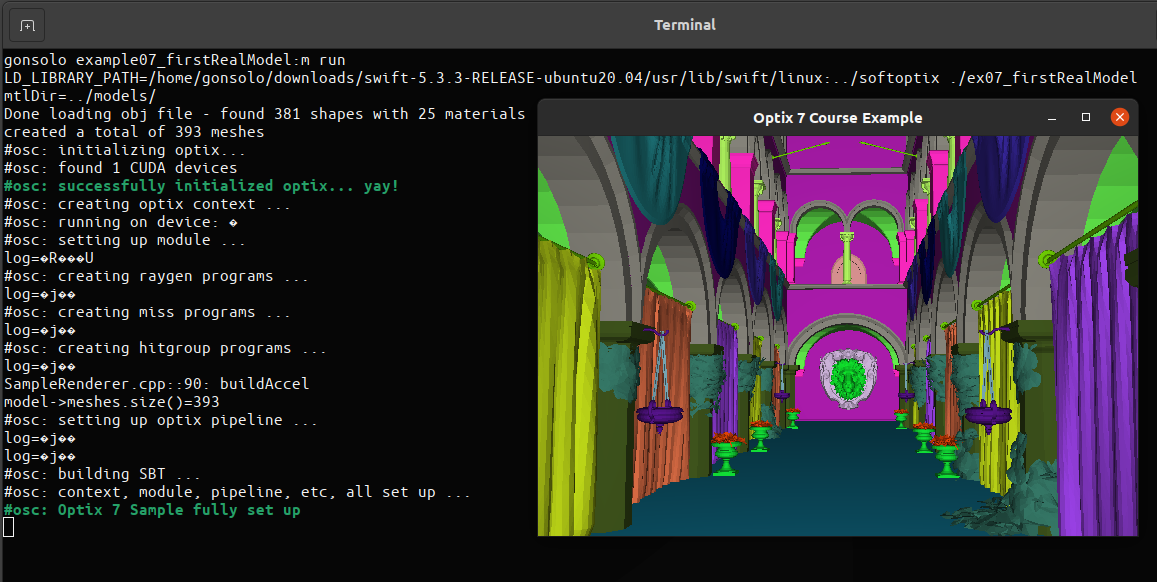 Terminal
gonsolo example07_firstRealModel:m run
LD_LIBRARY_PATH=/home/gonsolo/downloads/swift-5.3.3-RELEASE-ubuntu20.04/usr/lib/swift/linux:../softoptix ./ex07_firstRealModel
mtlDir=../models/
Done loading obj file - found 381 shapes with 25 materials
created a total of 393 meshes
#osc: initializing optix...
#osc: found 1 CUDA devices
#osc: successfully initialized optix... yay!
#osc: creating optix context ...
#osc: running on device: �
#osc: setting up module ...
log=�R���U
#osc: creating raygen programs ...
log=�j��
#osc: creating miss programs ...
log=�j��
#osc: creating hitgroup programs ...
log=�j��
SampleRenderer.cpp::90: buildAccel
model->meshes.size()=393
#osc: setting up optix pipeline ...
log=�j��
log=�j��
#osc: building SBT ...
#osc: context, module, pipeline, etc, all set up ...
#osc: Optix 7 Sample fully set up
Optix 7 Course Example